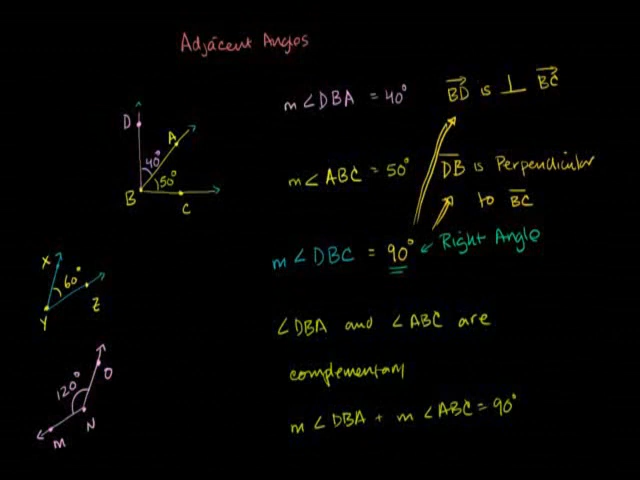 Adjacent Angles
m∠DBA = 40° BD is ⊥ BC
D
A
40°
50°
B
C
m∠ABC = 50° DB is Perpendicular
to BC
m∠DBC = 90° ← Right Angle
X
60°
Y
Z
∠DBA and ∠ABC are
complementary
m∠DBA + m∠ABC = 90°
120°
O
N
M